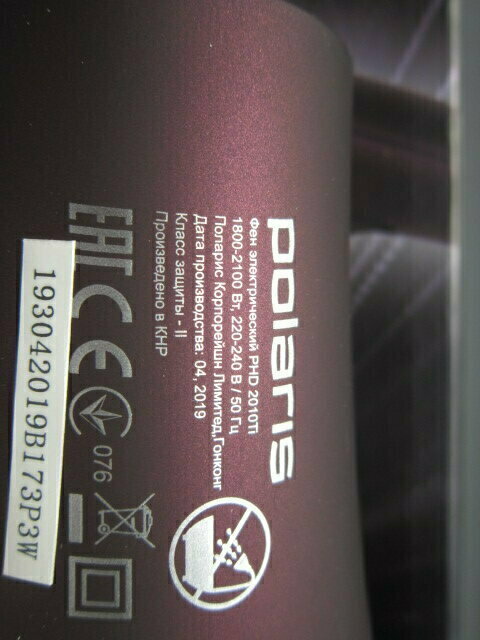 polaris
Фен электрический PHD 2010Ti
1800-2100 Вт, 220-240 В / 50 Гц
Поларис Корпорейшн Лимитед,Гонконг
Дата производства: 04, 2019
Класс защиты - II
Произведено в КНР
EAC CE 076
193042019B173P3W